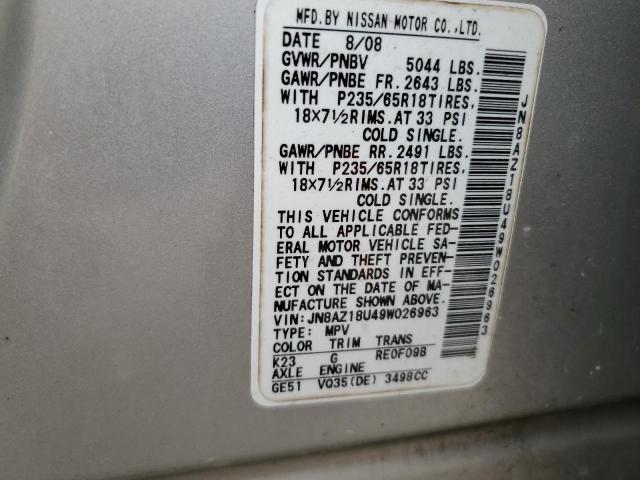 MFD.BY NISSAN MOTOR CO.,LTD.
DATE 8/08
GVWR/PNBV 5044 LBS.
GAWR/PNBE FR. 2643 LBS.
WITH P235/65R18TIRES,
18×7½RIMS.AT 33 PSI
COLD SINGLE.
GAWR/PNBE RR. 2491 LBS.
WITH P235/65R18TIRES,
18×7½RIMS.AT 33 PSI
COLD SINGLE.
THIS VEHICLE CONFORMS
TO ALL APPLICABLE FED-
ERAL MOTOR VEHICLE SA-
FETY AND THEFT PREVEN-
TION STANDARDS IN EFF-
ECT ON THE DATE OF MA-
NUFACTURE SHOWN ABOVE.
VIN:JN8AZ18U49W026963
TYPE: MPV
COLOR TRIM TRANS
K23 G RE0F09B
AXLE ENGINE
GE51 VQ35(DE) 3498CC
JN8AZ18U49W026963